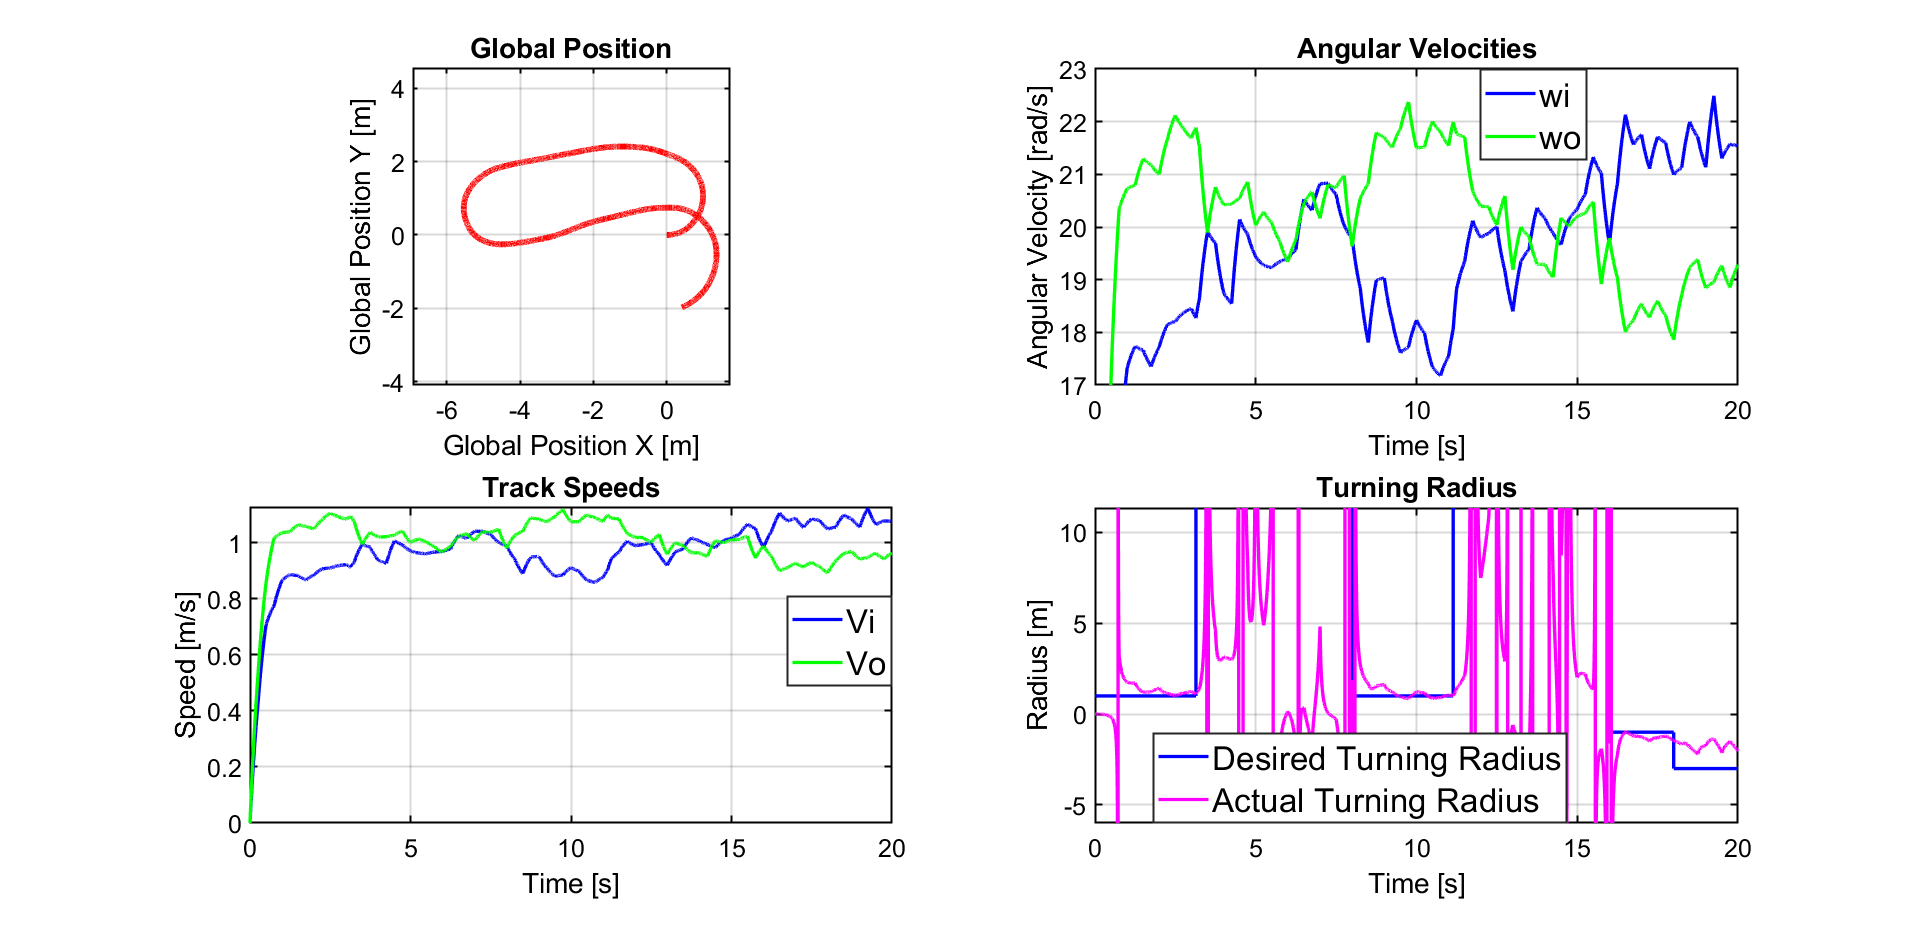 Global Position
Global Position Y [m]
4
2
0
-2
-4
-6
-4
-2
0
Global Position X [m]
Angular Velocities
Angular Velocity [rad/s]
23
22
21
20
19
18
17
wi
wo
0
5
10
15
20
Time [s]
Track Speeds
Speed [m/s]
1
0.8
0.6
0.4
0.2
0
Vi
Vo
0
5
10
15
20
Time [s]
Turning Radius
Radius [m]
10
5
0
-5
Desired Turning Radius
Actual Turning Radius
0
5
10
15
20
Time [s]